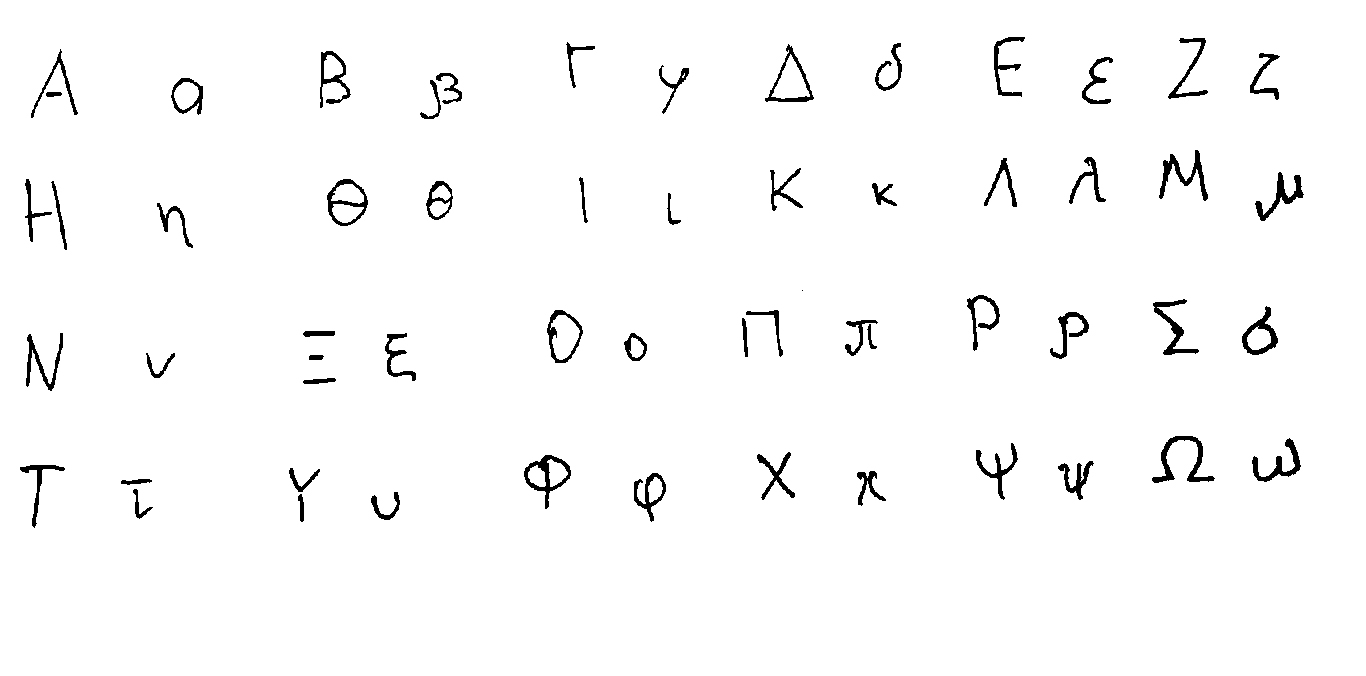 Α α Β β Γ γ Δ δ Ε ε Ζ ζ
Η η Θ θ Ι ι Κ κ Λ λ Μ μ
Ν ν Ξ ξ Ο ο Π π Ρ ρ Σ σ
Τ τ Υ υ Φ φ Χ χ Ψ ψ Ω ω